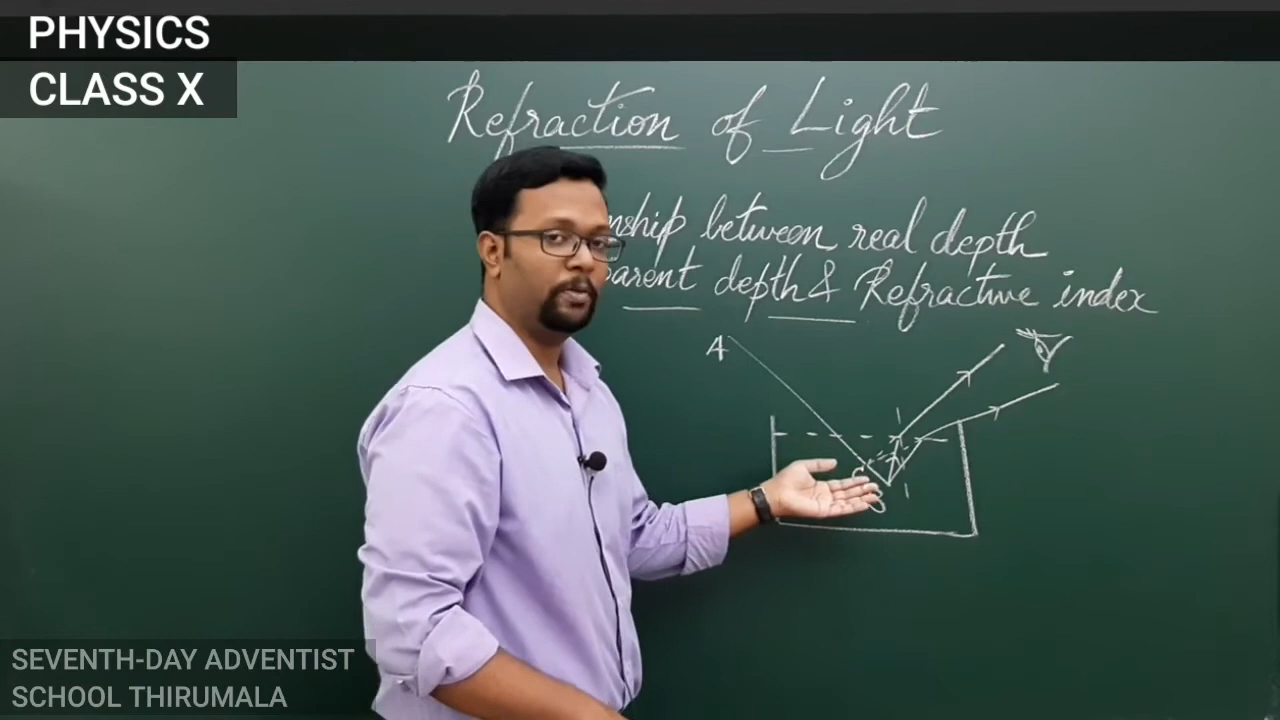 PHYSICS
CLASS X
Refraction of Light
nship between real depth
parent depth & Refractive index
A
O
SEVENTH-DAY ADVENTIST
SCHOOL THIRUMALA